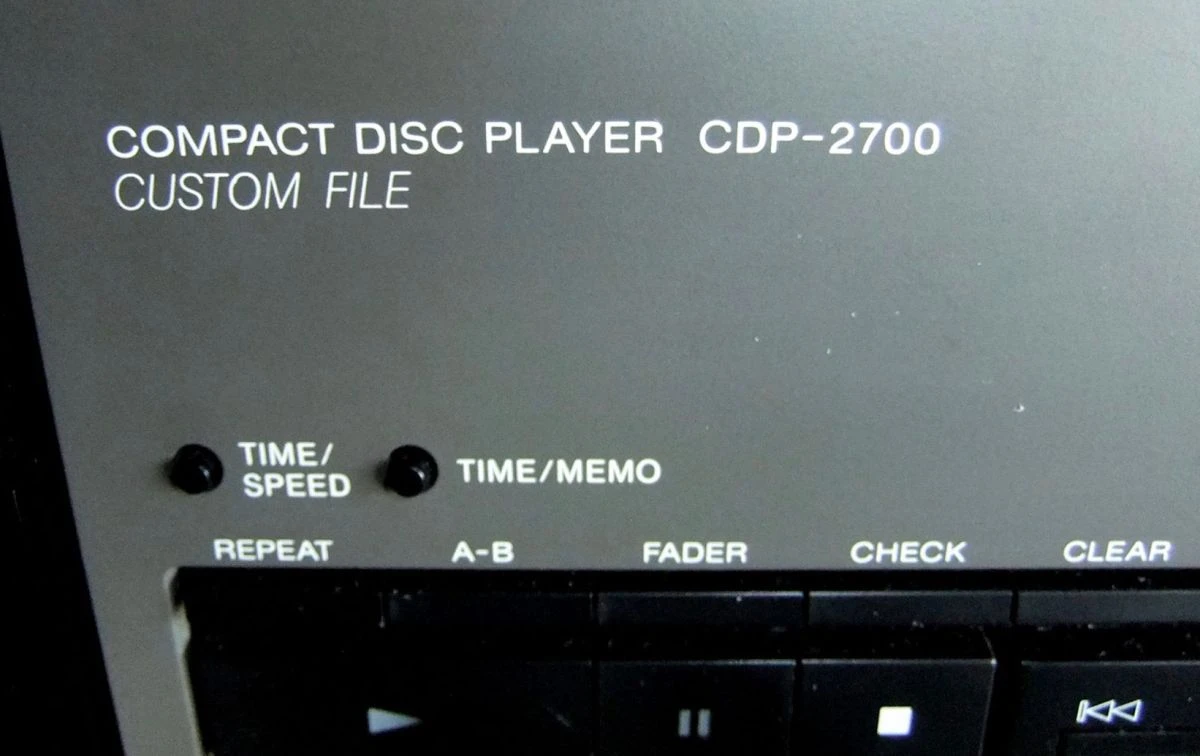 COMPACT DISC PLAYER CDP-2700
CUSTOM FILE
TIME/
SPEED
TIME/MEMO
REPEAT A-B FADER CHECK CLEAR